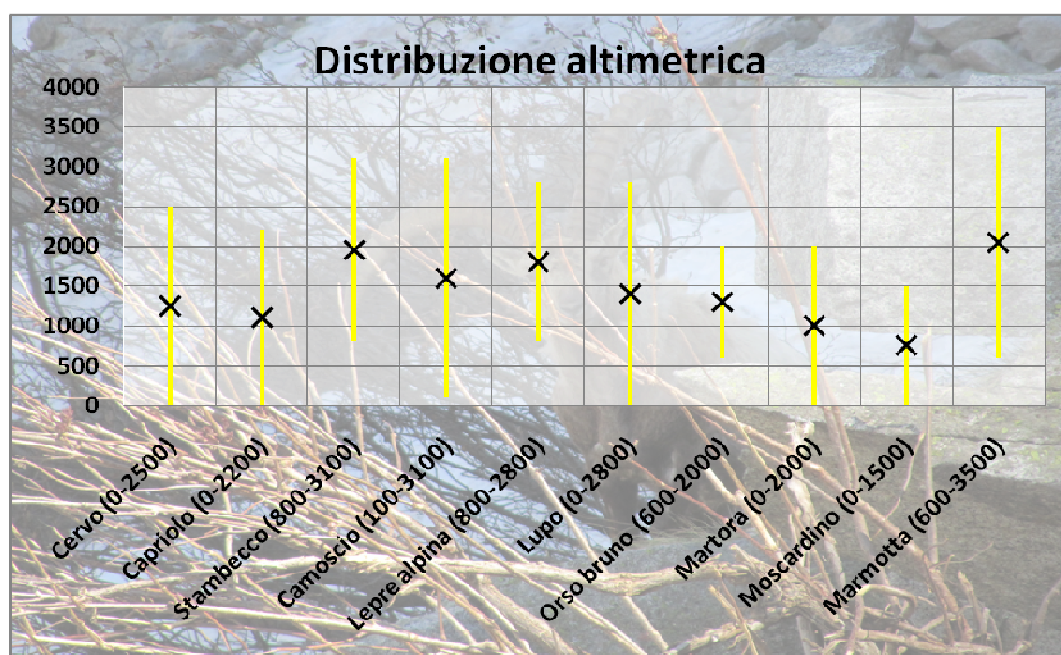 Distribuzione altimetrica
4000
3500
3000
2500
2000
1500
1000
500
0
Cervo (0-2500)
Capriolo (0-2200)
Stambecco (800-3100)
Camoscio (100-3100)
Lepre alpina (800-2800)
Lupo (0-2800)
Orso bruno (600-2000)
Martora (0-2000)
Moscardino (0-1500)
Marmotta (600-3500)